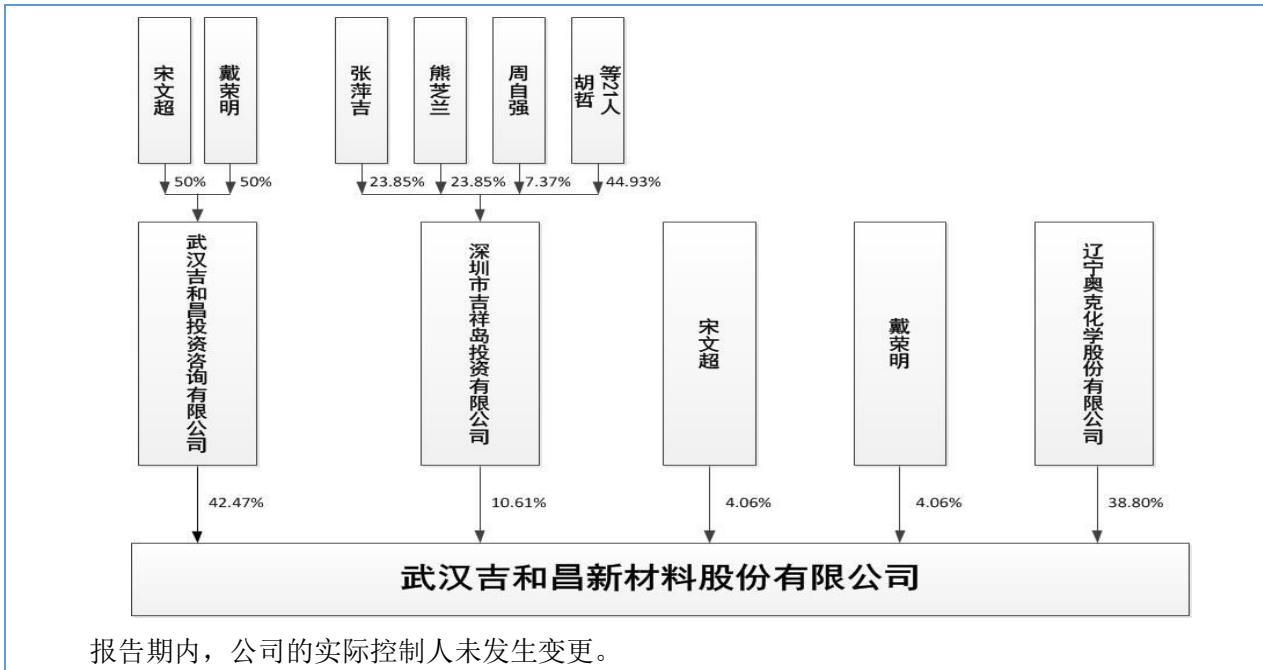 宋文超
戴荣明
张萍吉
熊芝兰
周自强
胡哲
等21人
50%
50%
23.85%
23.85%
7.37%
44.93%
武汉吉和昌投资咨询有限公司
深圳市吉祥岛投资有限公司
宋文超
戴荣明
辽宁奥克化学股份有限公司
42.47%
10.61%
4.06%
4.06%
38.80%
武汉吉和昌新材料股份有限公司
报告期内，公司的实际控制人未发生变更。